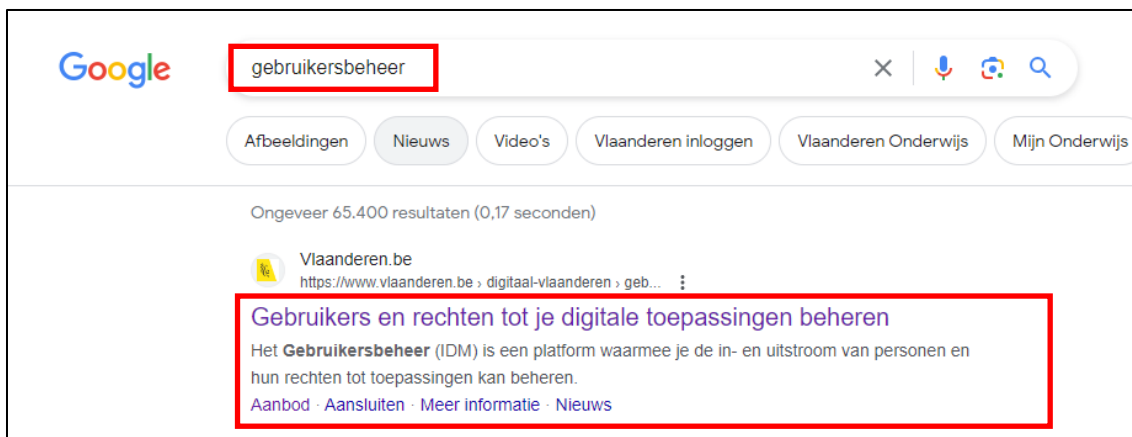 Google
gebruikersbeheer
Afbeeldingen Nieuws Video's Vlaanderen inloggen Vlaanderen Onderwijs Mijn Onderwijs
Ongeveer 65.400 resultaten (0,17 seconden)
Vlaanderen.be
https://www.vlaanderen.be › digitaal-vlaanderen › geb...
Gebruikers en rechten tot je digitale toepassingen beheren
Het Gebruikersbeheer (IDM) is een platform waarmee je de in- en uitstroom van personen en
hun rechten tot toepassingen kan beheren.
Aanbod · Aansluiten · Meer informatie · Nieuws